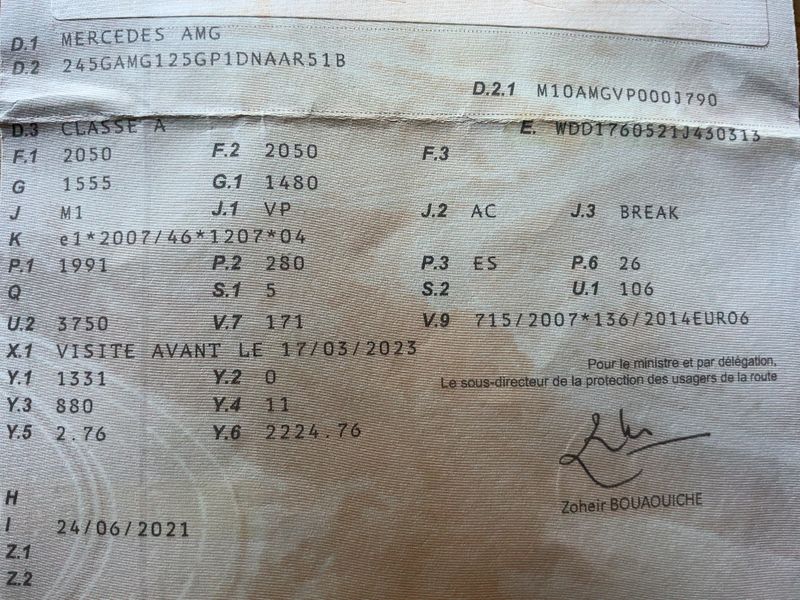 D.1 MERCEDES AMG
D.2 245GAMG125GP1DNAAR51B
D.2.1 M10AMGVP000J790
D.3 CLASSE A E. WDD1760521J430313
F.1 2050 F.2 2050 F.3
G 1555 G.1 1480
J M1 J.1 VP J.2 AC J.3 BREAK
K e1*2007/46*1207*04
P.1 1991 P.2 280 P.3 ES P.6 26
Q S.1 5 S.2 U.1 106
U.2 3750 V.7 171 V.9 715/2007*136/2014EURO6
X.1 VISITE AVANT LE 17/03/2023
Y.1 1331 Y.2 0
Pour le ministre et par délégation,
Le sous-directeur de la protection des usagers de la route
Y.3 880 Y.4 11
Y.5 2.76 Y.6 2224.76
H
Zoheir BOUAOUICHE
I 24/06/2021
Z.1
Z.2